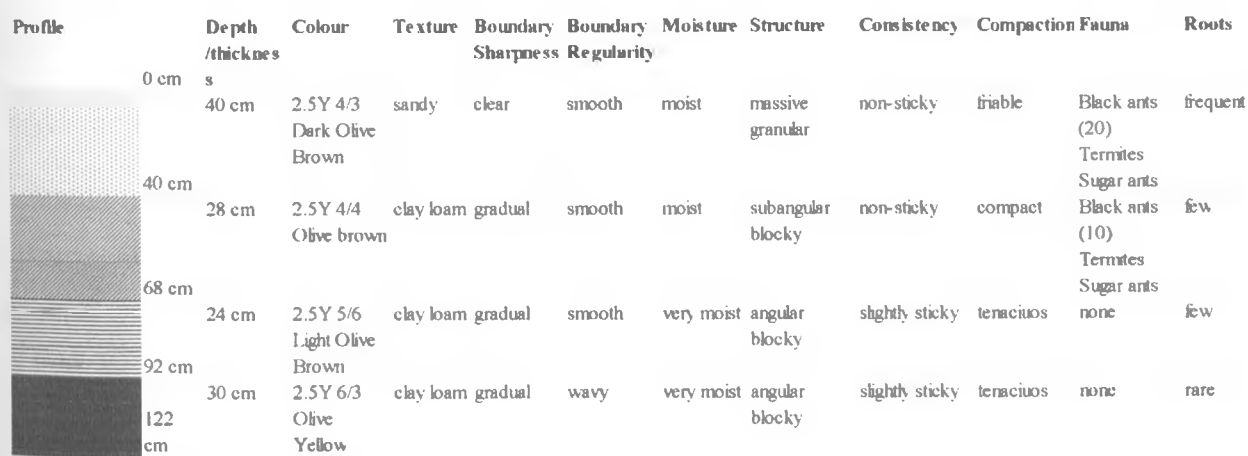 Profile Depth /thicknes s Colour Texture Boundary Sharpness Boundary Regularity Moisture Structure Consistency Compaction Fauna Roots
0 cm
40 cm 2.5Y 4/3 Dark Olive Brown sandy clear smooth moist massive granular non-sticky friable Black ants (20) Termites Sugar ants frequent
40 cm
28 cm 2.5Y 4/4 Olive brown clay loam gradual smooth moist subangular blocky non-sticky compact Black ants (10) Termites Sugar ants few
68 cm
24 cm 2.5Y 5/6 Light Olive Brown clay loam gradual smooth very moist angular blocky slightly sticky tenaciuos none few
92 cm
30 cm 2.5Y 6/3 Olive Yellow clay loam gradual wavy very moist angular blocky slightly sticky tenaciuos none rare
122 cm